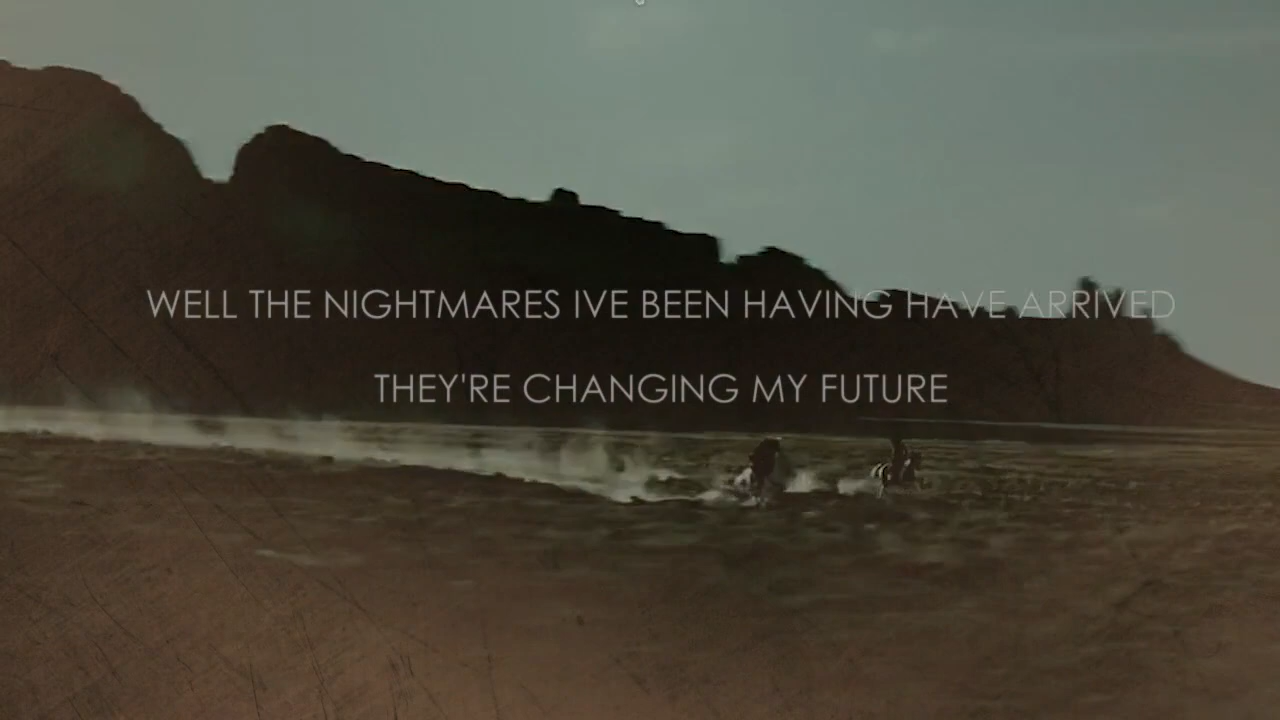 WELL THE NIGHTMARES IVE BEEN HAVING HAVE ARRIVED
THEY'RE CHANGING MY FUTURE